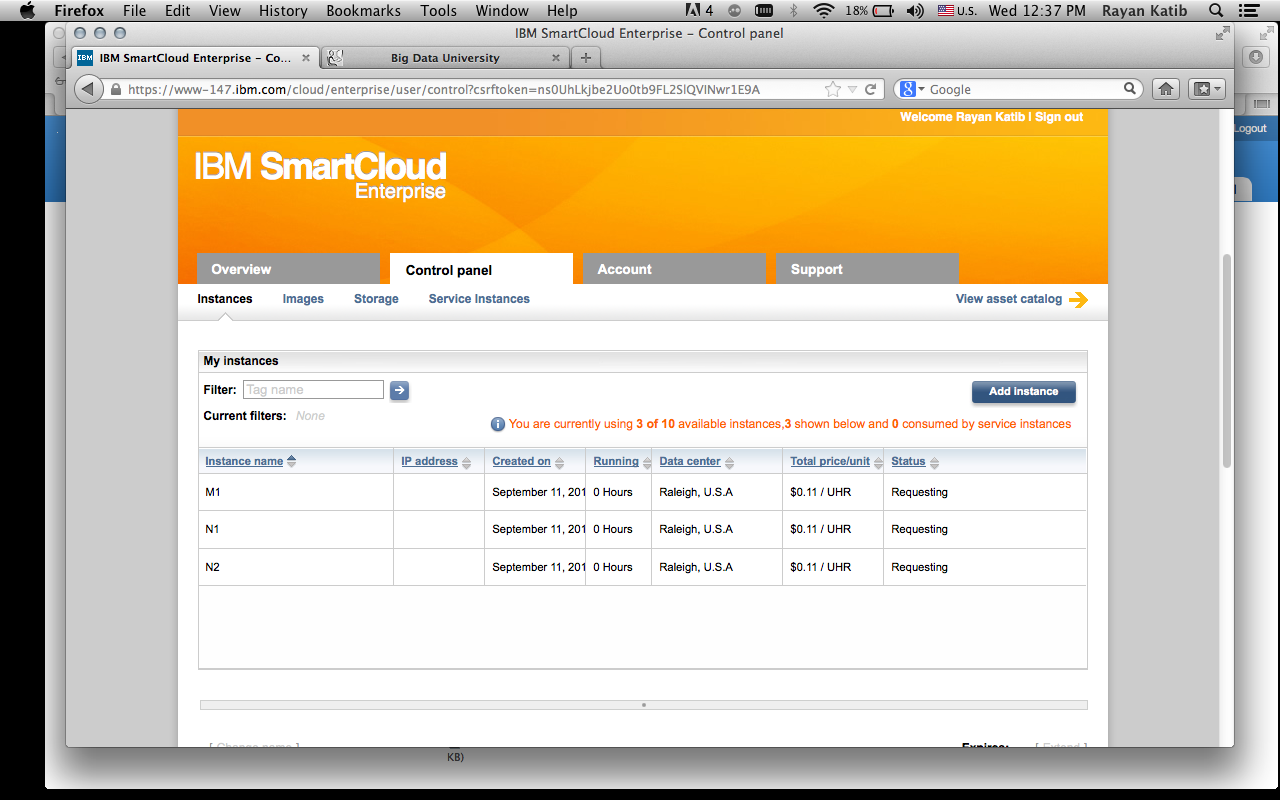 Firefox File Edit View History Bookmarks Tools Window Help 4 18% U.S. Wed 12:37 PM Rayan Katib
IBM SmartCloud Enterprise – Control panel
IBM IBM SmartCloud Enterprise – Co... Big Data University
https://www-147.ibm.com/cloud/enterprise/user/control?csrftoken=ns0UhLkjbe2Uo0tb9FL2SlQVlNwr1E9A Google
Logout
Welcome Rayan Katib | Sign out
IBM SmartCloud
Enterprise
Overview Control panel Account Support
Instances Images Storage Service Instances View asset catalog
My instances
Filter: Tag name Add instance
Current filters: None
You are currently using 3 of 10 available instances,3 shown below and 0 consumed by service instances
Instance name IP address Created on Running Data center Total price/unit Status
M1 September 11, 201 0 Hours Raleigh, U.S.A $0.11 / UHR Requesting
N1 September 11, 201 0 Hours Raleigh, U.S.A $0.11 / UHR Requesting
N2 September 11, 201 0 Hours Raleigh, U.S.A $0.11 / UHR Requesting
[ Change name ] Expires: [ Extend ]
KB)